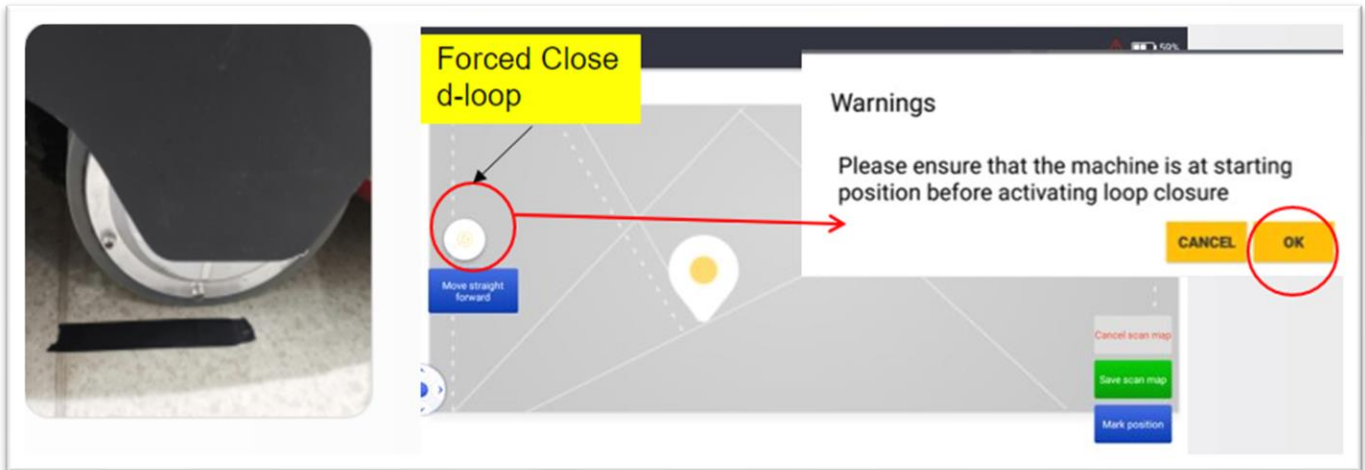 Forced Close
d-loop
59%
Warnings
Please ensure that the machine is at starting
position before activating loop closure
CANCEL
OK
Move straight
forward
Cancel scan map
Save scan map
Mark position